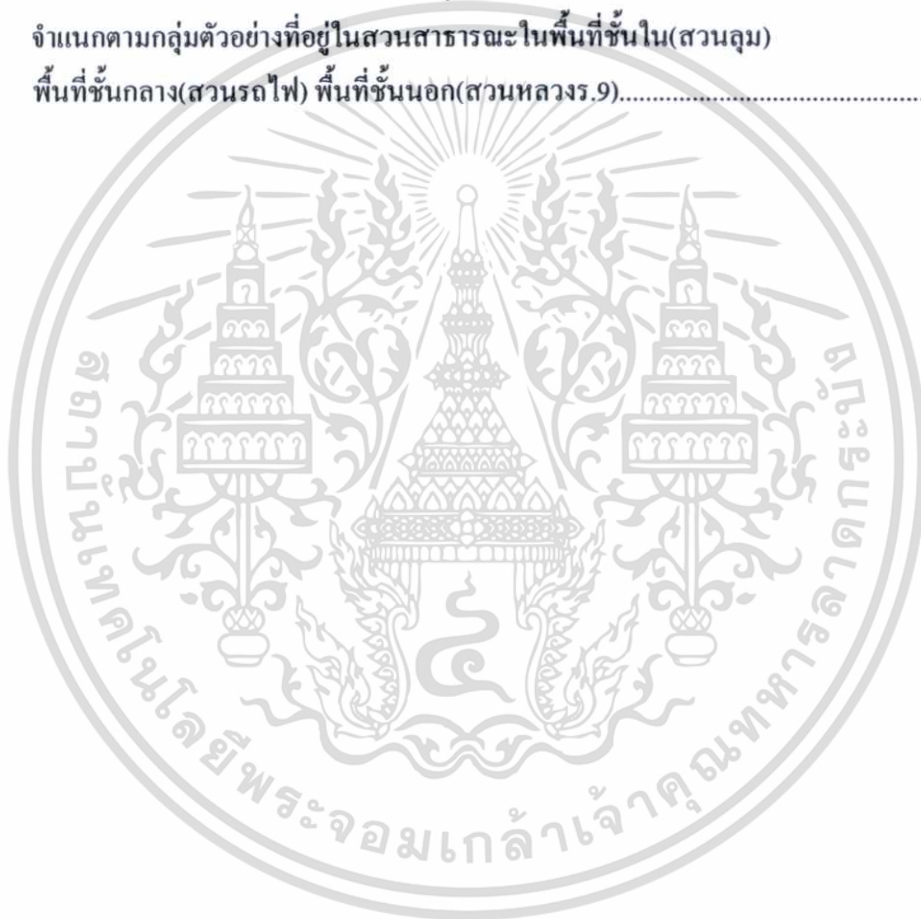 จำแนกตามกลุ่มตัวอย่างที่อยู่ในสวนสาธารณะในพื้นที่ชั้นใน(สวนลุม)
พื้นที่ชั้นกลาง(สวนรถไฟ) พื้นที่ชั้นนอก(สวนหลวงร.9)..........................................
สถาบันเทคโนโลยีพระจอมเกล้าเจ้าคุณทหารลาดกระบัง
๔